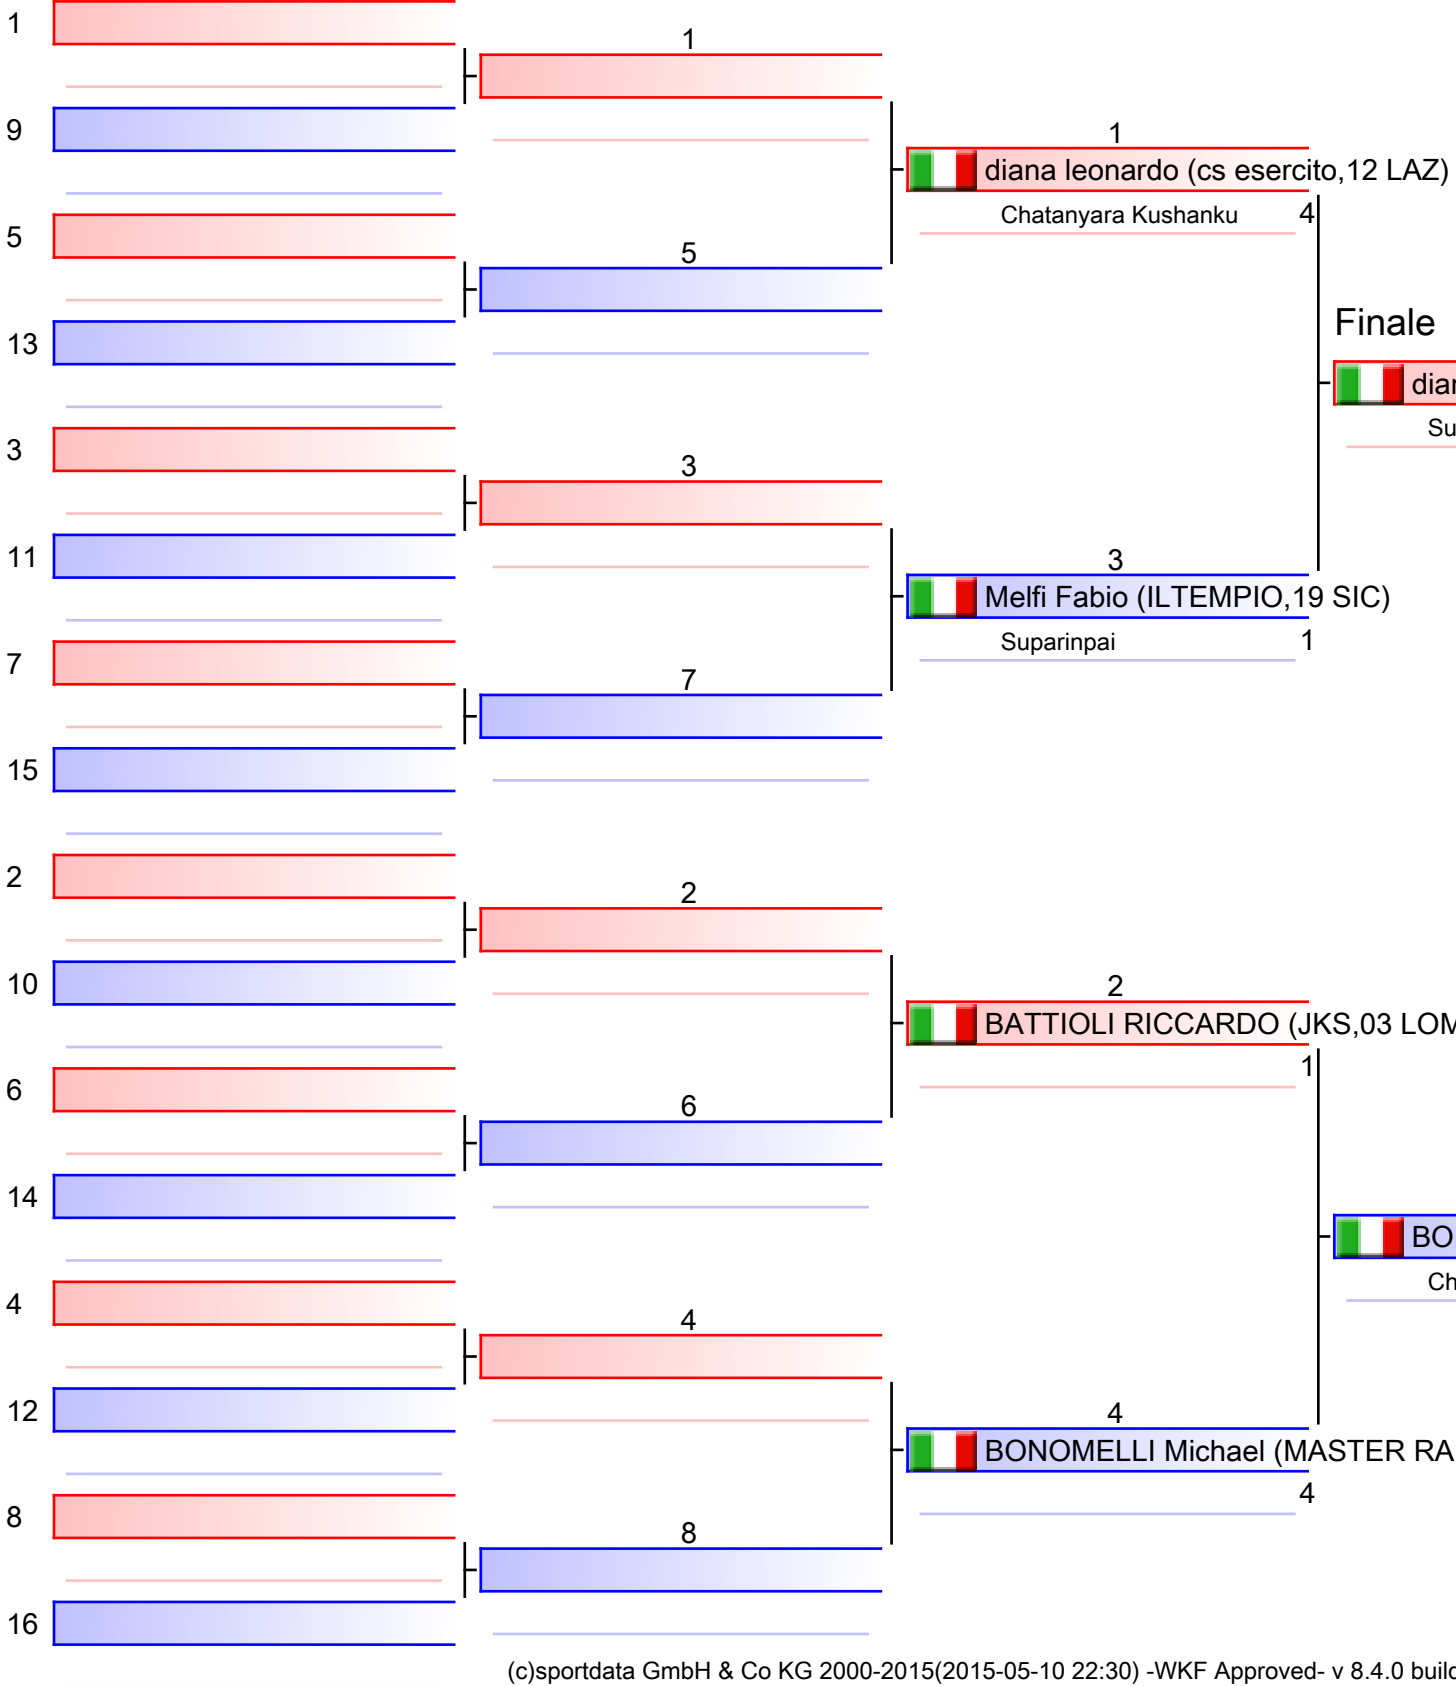 1
9
5
13
3
11
7
15
2
10
6
14
4
12
8
16
1
5
3
7
2
6
4
8
1
diana leonardo (cs esercito,12 LAZ)
Chatanyara Kushanku 4
3
Melfi Fabio (ILTEMPIO,19 SIC)
Suparinpai 1
2
BATTIOLI RICCARDO (JKS,03 LOM
1
4
BONOMELLI Michael (MASTER RA
4
Finale
diar
Su
BO
Ch
(c)sportdata GmbH & Co KG 2000-2015(2015-05-10 22:30) -WKF Approved- v 8.4.0 build